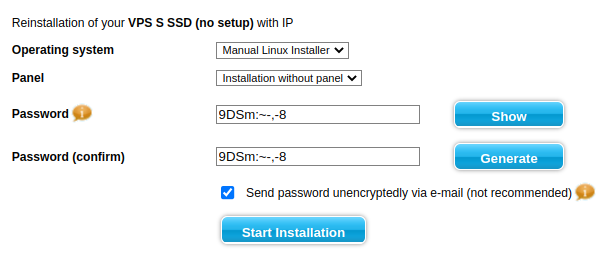 Reinstallation of your VPS S SSD (no setup) with IP
Operating system Manual Linux Installer
Panel Installation without panel
Password 9DSm:~-,-8 Show
Password (confirm) 9DSm:~-,-8 Generate
Send password unencryptedly via e-mail (not recommended)
Start Installation